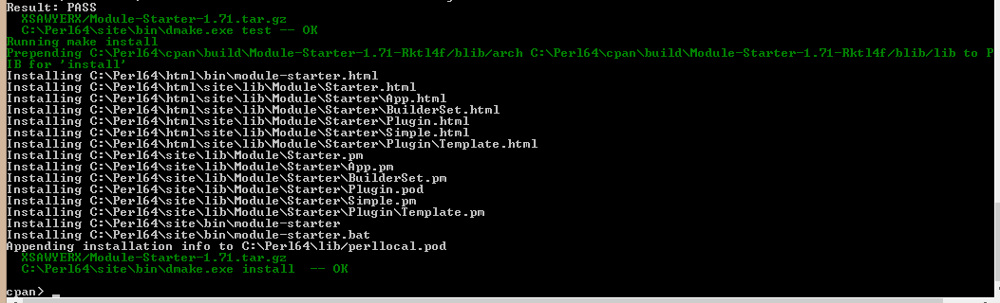 Result: PASS
XSAWYERX/Module-Starter-1.71.tar.gz
C:\Perl64\site\bin\dmake.exe test -- OK
Running make install
Prepending C:\Perl64\cpan\build\Module-Starter-1.71-Rktl4f/blib/arch C:\Perl64\cpan\build\Module-Starter-1.71-Rktl4f/blib/lib to P
IB for 'install'
Installing C:\Perl64\html\bin\module-starter.html
Installing C:\Perl64\html\site\lib\Module\Starter.html
Installing C:\Perl64\html\site\lib\Module\Starter\App.html
Installing C:\Perl64\html\site\lib\Module\Starter\BuilderSet.html
Installing C:\Perl64\html\site\lib\Module\Starter\Plugin.html
Installing C:\Perl64\html\site\lib\Module\Starter\Simple.html
Installing C:\Perl64\html\site\lib\Module\Starter\Plugin\Template.html
Installing C:\Perl64\site\lib\Module\Starter.pm
Installing C:\Perl64\site\lib\Module\Starter\App.pm
Installing C:\Perl64\site\lib\Module\Starter\BuilderSet.pm
Installing C:\Perl64\site\lib\Module\Starter\Plugin.pod
Installing C:\Perl64\site\lib\Module\Starter\Simple.pm
Installing C:\Perl64\site\lib\Module\Starter\Plugin\Template.pm
Installing C:\Perl64\site\bin\module-starter
Installing C:\Perl64\site\bin\module-starter.bat
Appending installation info to C:\Perl64\lib/perllocal.pod
XSAWYERX/Module-Starter-1.71.tar.gz
C:\Perl64\site\bin\dmake.exe install  -- OK
cpan> _